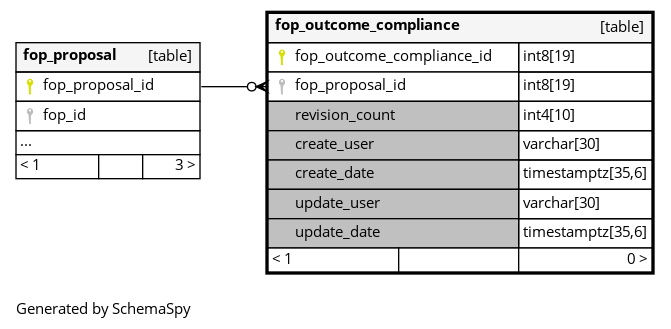 fop_proposal [table]
fop_proposal_id
fop_id
...
< 1 3 >
fop_outcome_compliance [table]
fop_outcome_compliance_id int8[19]
fop_proposal_id int8[19]
revision_count int4[10]
create_user varchar[30]
create_date timestamptz[35,6]
update_user varchar[30]
update_date timestamptz[35,6]
< 1 0 >
Generated by SchemaSpy